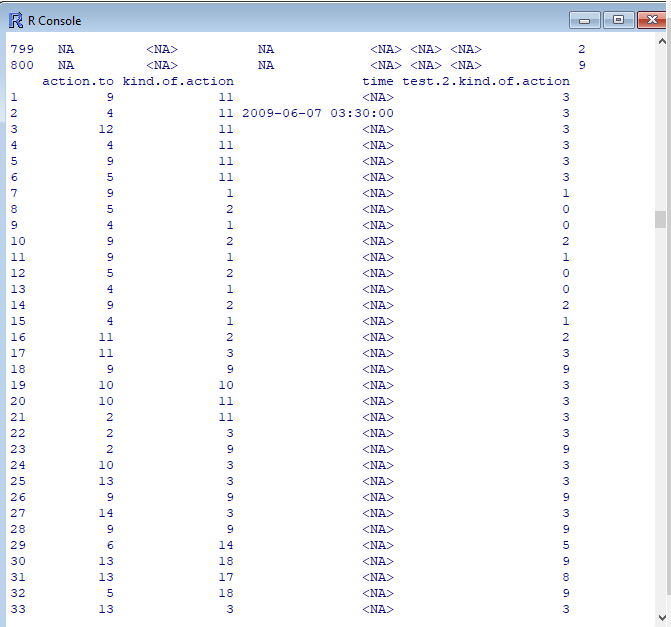 R Console
799 NA <NA> NA <NA> <NA> <NA> 2
800 NA <NA> NA <NA> <NA> <NA> 9
action.to kind.of.action time test.2.kind.of.action
1 9 11 <NA> 3
2 4 11 2009-06-07 03:30:00 3
3 12 11 <NA> 3
4 4 11 <NA> 3
5 9 11 <NA> 3
6 5 11 <NA> 3
7 9 1 <NA> 1
8 5 2 <NA> 0
9 4 1 <NA> 0
10 9 2 <NA> 2
11 9 1 <NA> 1
12 5 2 <NA> 0
13 4 1 <NA> 0
14 9 2 <NA> 2
15 4 1 <NA> 1
16 11 2 <NA> 2
17 11 3 <NA> 3
18 9 9 <NA> 9
19 10 10 <NA> 3
20 10 11 <NA> 3
21 2 11 <NA> 3
22 2 3 <NA> 3
23 2 9 <NA> 9
24 10 3 <NA> 3
25 13 3 <NA> 3
26 9 9 <NA> 9
27 14 3 <NA> 3
28 9 9 <NA> 9
29 6 14 <NA> 5
30 13 18 <NA> 9
31 13 17 <NA> 8
32 5 18 <NA> 9
33 13 3 <NA> 3